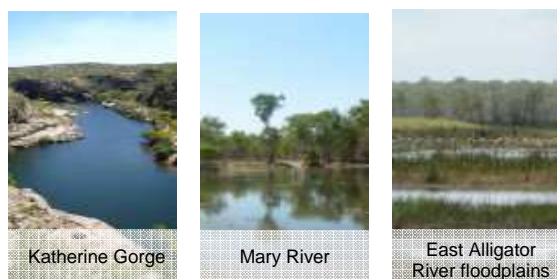 Katherine Gorge
Mary River
East Alligator
River floodplains